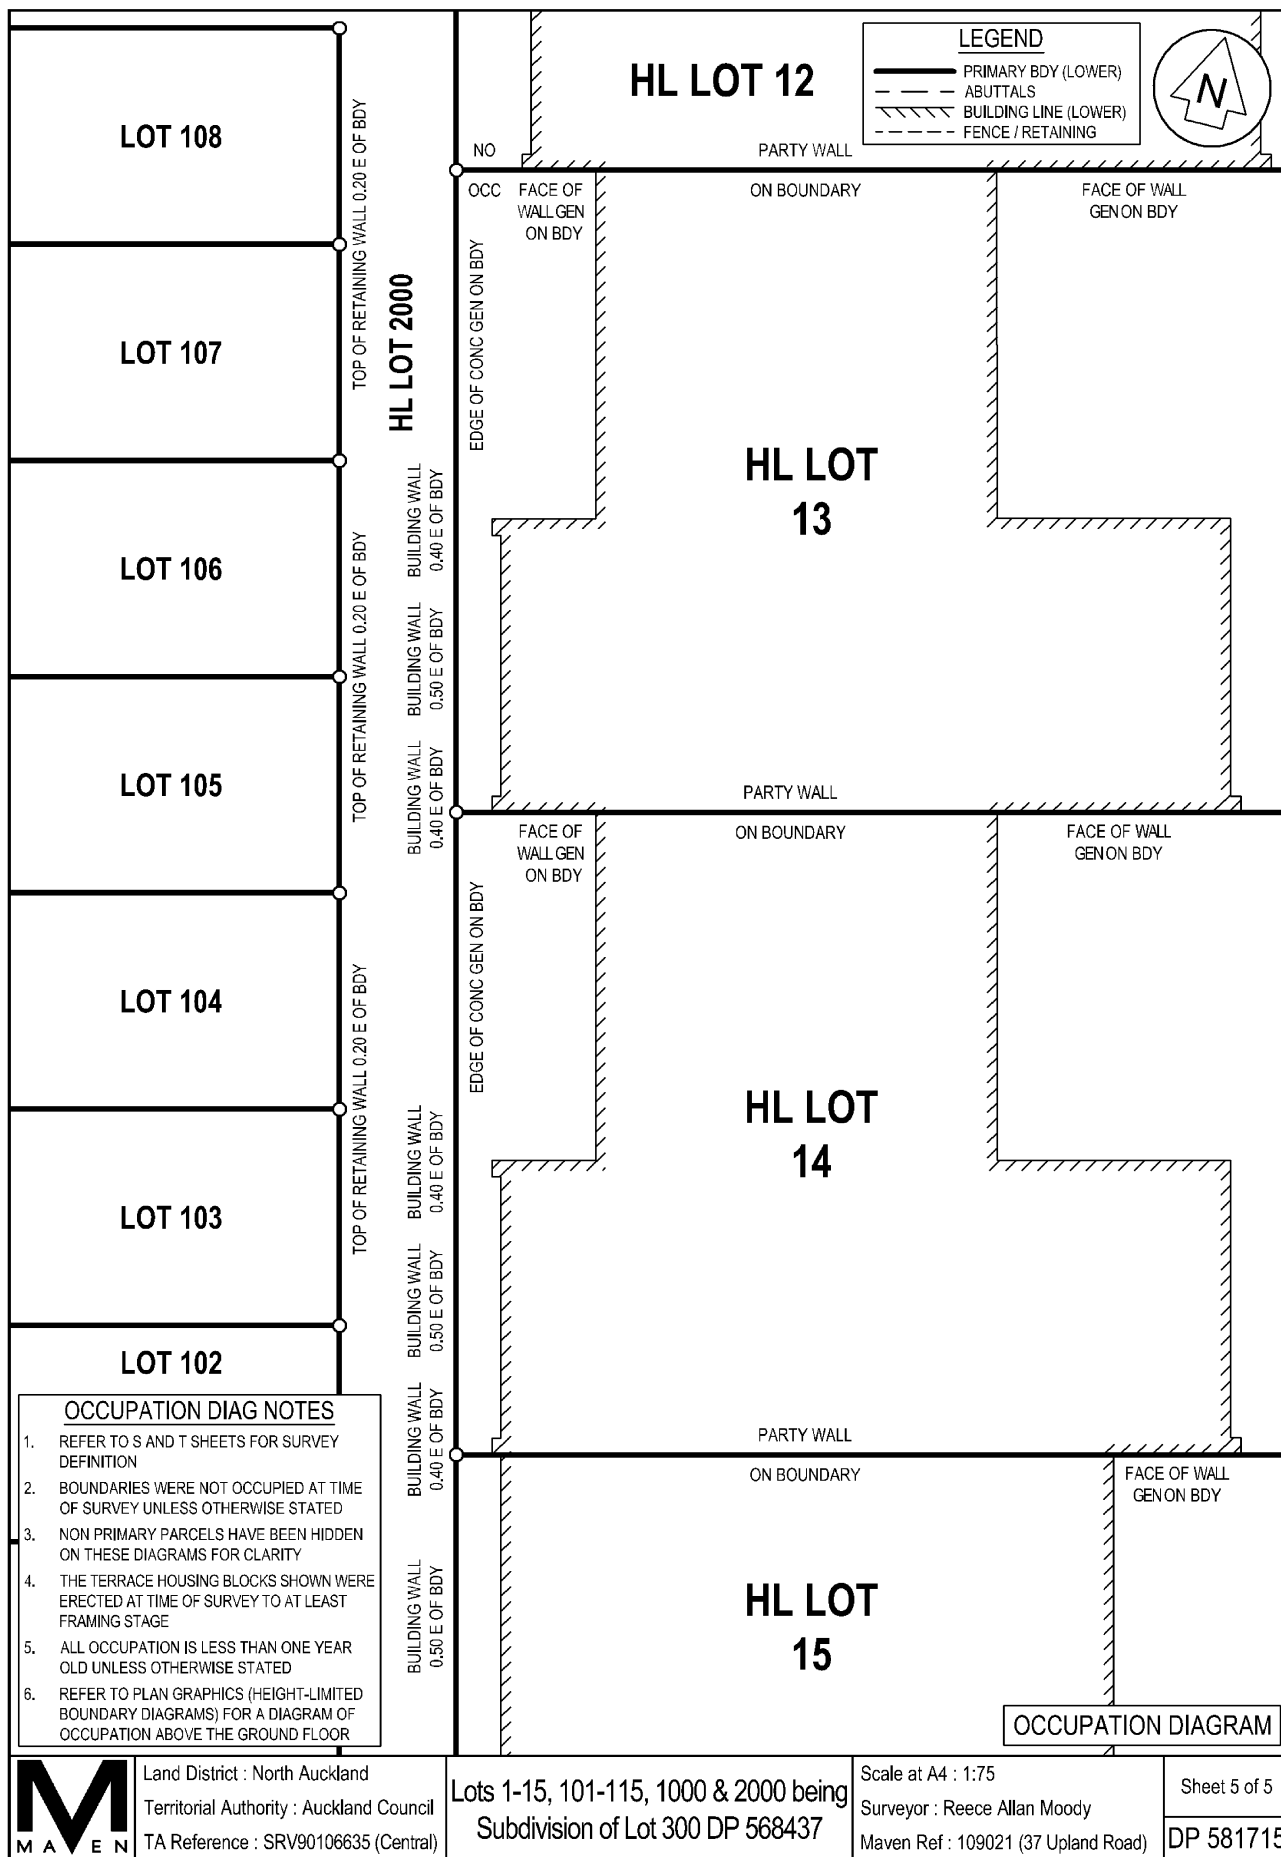 LEGEND
PRIMARY BDY (LOWER)
ABUTTALS
BUILDING LINE (LOWER)
FENCE / RETAINING
N
HL LOT 12
NO
OCC
PARTY WALL
ON BOUNDARY
FACE OF
WALL GEN
ON BDY
FACE OF WALL
GEN ON BDY
LOT 108
LOT 107
LOT 106
LOT 105
LOT 104
LOT 103
LOT 102
TOP OF RETAINING WALL 0.20 E OF BDY
TOP OF RETAINING WALL 0.20 E OF BDY
TOP OF RETAINING WALL 0.20 E OF BDY
HL LOT 2000
EDGE OF CONC GEN ON BDY
BUILDING WALL
0.40 E OF BDY
BUILDING WALL
0.50 E OF BDY
BUILDING WALL
0.40 E OF BDY
HL LOT
13
PARTY WALL
ON BOUNDARY
FACE OF
WALL GEN
ON BDY
FACE OF WALL
GEN ON BDY
EDGE OF CONC GEN ON BDY
BUILDING WALL
0.40 E OF BDY
BUILDING WALL
0.50 E OF BDY
BUILDING WALL
0.40 E OF BDY
HL LOT
14
PARTY WALL
ON BOUNDARY
FACE OF WALL
GEN ON BDY
BUILDING WALL
0.50 E OF BDY
HL LOT
15
OCCUPATION DIAG NOTES
1. REFER TO S AND T SHEETS FOR SURVEY
DEFINITION
2. BOUNDARIES WERE NOT OCCUPIED AT TIME
OF SURVEY UNLESS OTHERWISE STATED
3. NON PRIMARY PARCELS HAVE BEEN HIDDEN
ON THESE DIAGRAMS FOR CLARITY
4. THE TERRACE HOUSING BLOCKS SHOWN WERE
ERECTED AT TIME OF SURVEY TO AT LEAST
FRAMING STAGE
5. ALL OCCUPATION IS LESS THAN ONE YEAR
OLD UNLESS OTHERWISE STATED
6. REFER TO PLAN GRAPHICS (HEIGHT-LIMITED
BOUNDARY DIAGRAMS) FOR A DIAGRAM OF
OCCUPATION ABOVE THE GROUND FLOOR
OCCUPATION DIAGRAM
M
MAVEN
Land District : North Auckland
Territorial Authority : Auckland Council
TA Reference : SRV90106635 (Central)
Lots 1-15, 101-115, 1000 & 2000 being
Subdivision of Lot 300 DP 568437
Scale at A4 : 1:75
Surveyor : Reece Allan Moody
Maven Ref : 109021 (37 Upland Road)
Sheet 5 of 5
DP 581715